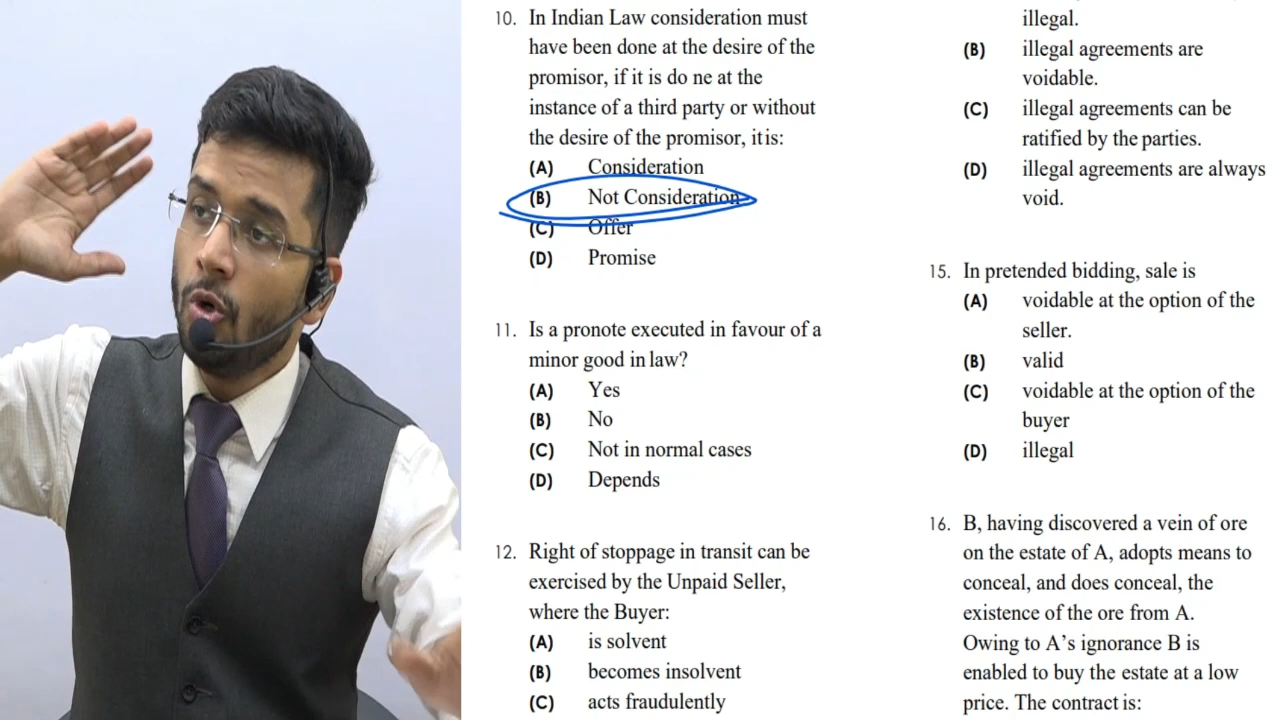 10. In Indian Law consideration must
have been done at the desire of the
promisor, if it is do ne at the
instance of a third party or without
the desire of the promisor, it is:
(A) Consideration
(B) Not Consideration
(C) Offer
(D) Promise
11. Is a pronote executed in favour of a
minor good in law?
(A) Yes
(B) No
(C) Not in normal cases
(D) Depends
12. Right of stoppage in transit can be
exercised by the Unpaid Seller,
where the Buyer:
(A) is solvent
(B) becomes insolvent
(C) acts fraudulently
illegal.
(B) illegal agreements are
voidable.
(C) illegal agreements can be
ratified by the parties.
(D) illegal agreements are always
void.
15. In pretended bidding, sale is
(A) voidable at the option of the
seller.
(B) valid
(C) voidable at the option of the
buyer
(D) illegal
16. B, having discovered a vein of ore
on the estate of A, adopts means to
conceal, and does conceal, the
existence of the ore from A.
Owing to A's ignorance B is
enabled to buy the estate at a low
price. The contract is: